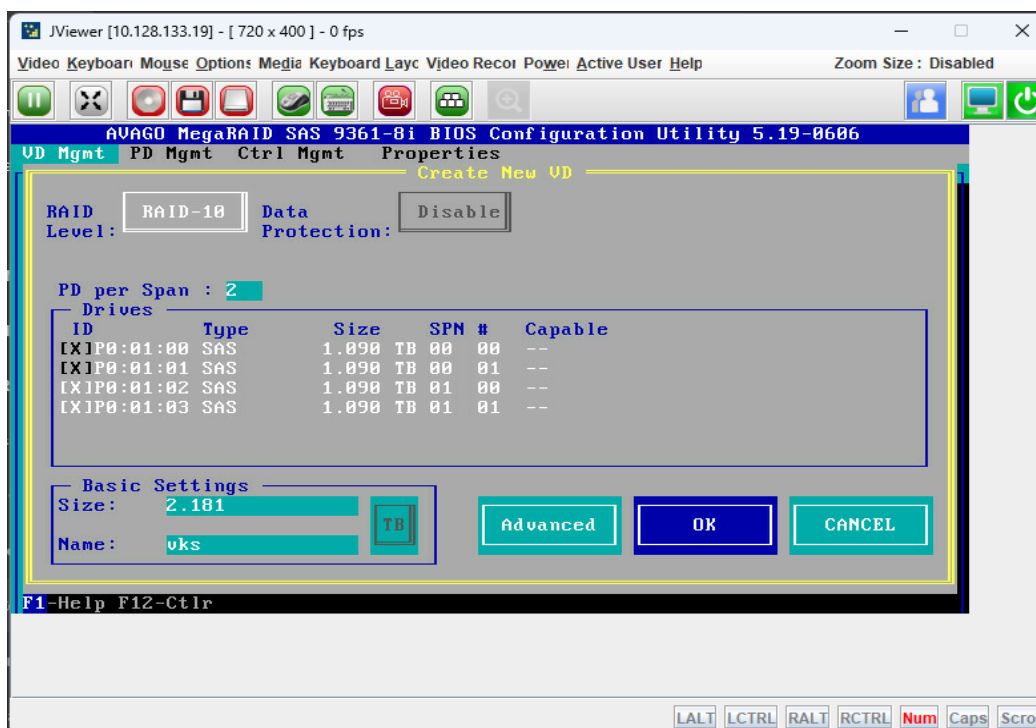 JViewer [10.128.133.19] - [ 720 x 400 ] - 0 fps
Video Keyboar Mouse Options Media Keyboard Layc Video Recor Power Active User Help Zoom Size : Disabled
AVAGO MegaRAID SAS 9361-8i BIOS Configuration Utility 5.19-0606
VD Mgmt PD Mgmt Ctrl Mgmt Properties
Create New VD
RAID Level: RAID-10 Data Protection: Disable
PD per Span : 2
Drives
ID Type Size SPN # Capable
[X]P0:01:00 SAS 1.090 TB 00 00 --
[X]P0:01:01 SAS 1.090 TB 00 01 --
[X]P0:01:02 SAS 1.090 TB 01 00 --
[X]P0:01:03 SAS 1.090 TB 01 01 --
Basic Settings
Size: 2.181 TB
Name: vks
Advanced OK CANCEL
F1-Help F12-Ctlr
LALT LCTRL RALT RCTRL Num Caps Scro